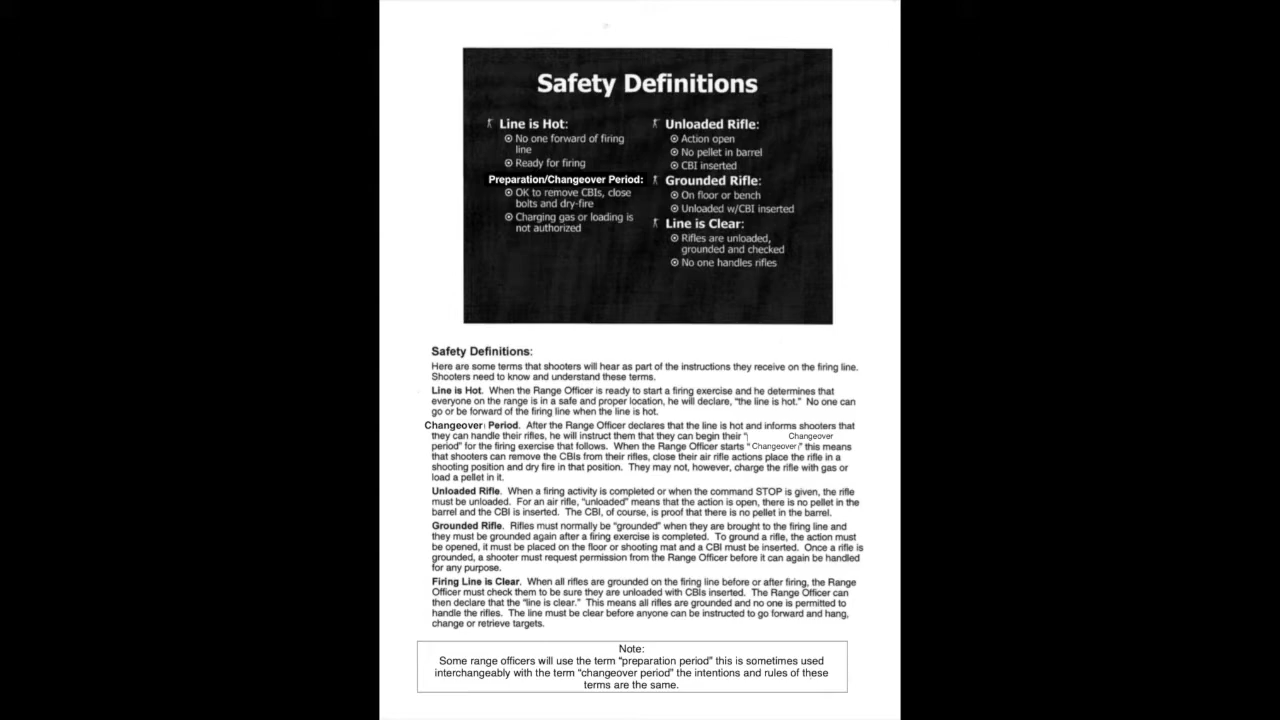 Safety Definitions
Line is Hot:
No one forward of firing
line
Ready for firing
Preparation/Changeover Period:
OK to remove CBIs, close
bolts and dry-fire
Charging gas or loading is
not authorized
Unloaded Rifle:
Action open
No pellet in barrel
CBI inserted
Grounded Rifle:
On floor or bench
Unloaded w/CBI inserted
Line is Clear:
Rifles are unloaded,
grounded and checked
No one handles rifles
Safety Definitions:
Here are some terms that shooters will hear as part of the instructions they receive on the firing line.
Shooters need to know and understand these terms.
Line is Hot. When the Range Officer is ready to start a firing exercise and he determines that
everyone on the range is in a safe and proper location, he will declare, "the line is hot." No one can
go or be forward of the firing line when the line is hot.
Changeover Period. After the Range Officer declares that the line is hot and informs shooters that
they can handle their rifles, he will instruct them that they can begin their " Changeover
period" for the firing exercise that follows. When the Range Officer starts "Changeover" this means
that shooters can remove the CBIs from their rifles, close their air rifle actions place the rifle in a
shooting position and dry fire in that position. They may not, however, charge the rifle with gas or
load a pellet in it.
Unloaded Rifle. When a firing activity is completed or when the command STOP is given, the rifle
must be unloaded. For an air rifle, "unloaded" means that the action is open, there is no pellet in the
barrel and the CBI is inserted. The CBI, of course, is proof that there is no pellet in the barrel.
Grounded Rifle. Rifles must normally be "grounded" when they are brought to the firing line and
they must be grounded again after a firing exercise is completed. To ground a rifle, the action must
be opened, it must be placed on the floor or shooting mat and a CBI must be inserted. Once a rifle is
grounded, a shooter must request permission from the Range Officer before it can again be handled
for any purpose.
Firing Line is Clear. When all rifles are grounded on the firing line before or after firing, the Range
Officer must check them to be sure they are unloaded with CBIs inserted. The Range Officer can
then declare that the "line is clear." This means all rifles are grounded and no one is permitted to
handle the rifles. The line must be clear before anyone can be instructed to go forward and hang,
change or retrieve targets.
Note:
Some range officers will use the term "preparation period" this is sometimes used
interchangeably with the term "changeover period" the intentions and rules of these
terms are the same.